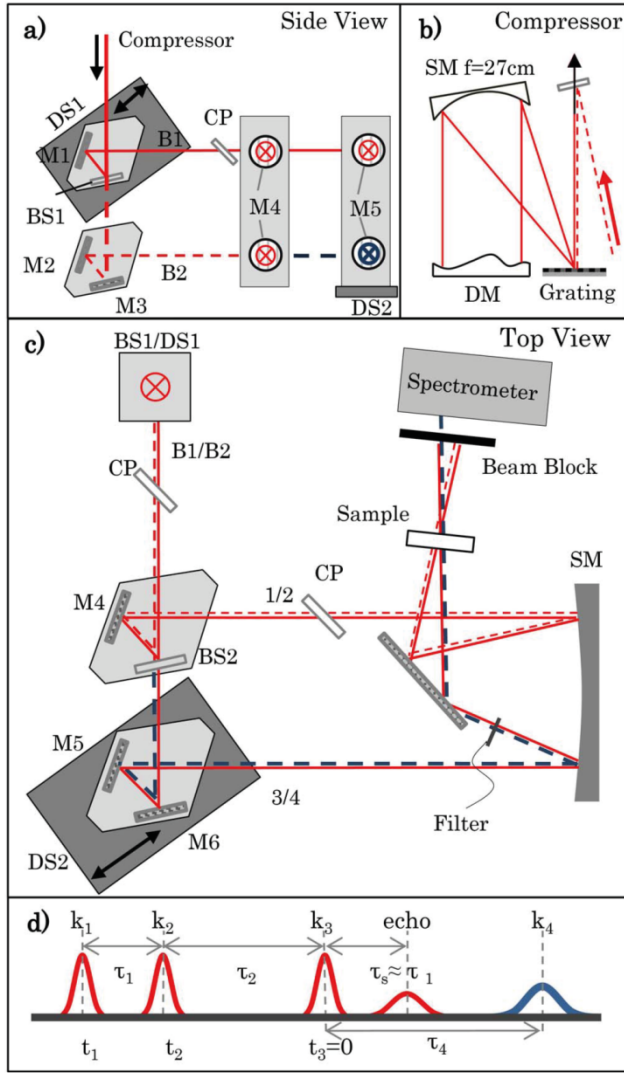 a) Side View
Compressor
DS1
CP
M1
B1
BS1
M4
M5
M2
B2
M3
DS2
b) Compressor
SM f=27cm
DM
Grating
c) Top View
BS1/DS1
Spectrometer
B1/B2
CP
Beam Block
Sample
SM
CP
M4
1/2
BS2
M5
3/4
M6
Filter
DS2
d) k1 k2 k3 echo k4
τ1 τ2 τs≈ τ1
t1 t2 t3=0 τ4